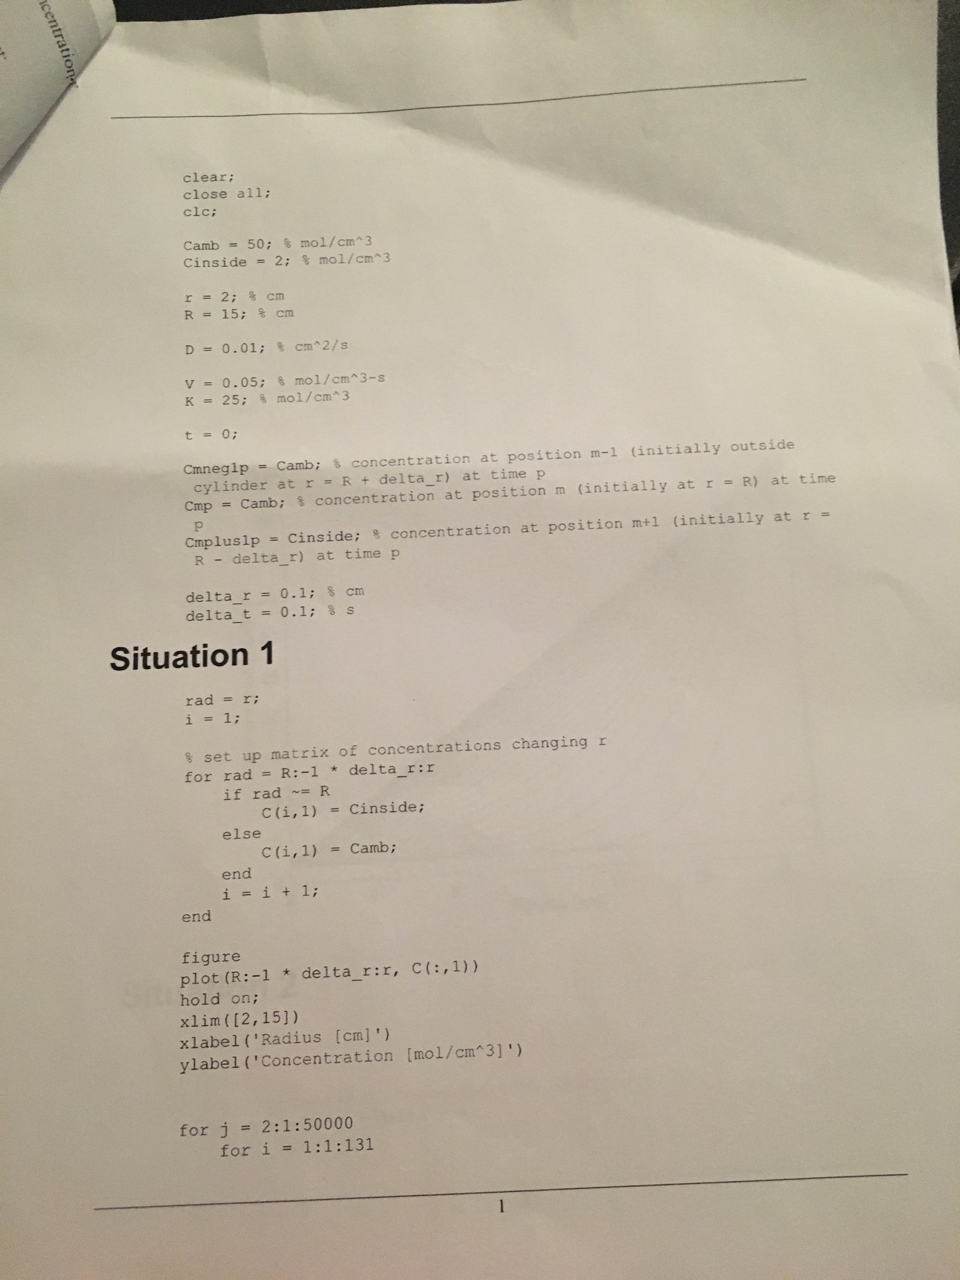 ncentration
clear;
close all;
clc;
Camb = 50; % mol/cm^3
Cinside = 2; % mol/cm^3
r = 2; % cm
R = 15; % cm
D = 0.01; % cm^2/s
V = 0.05; % mol/cm^3-s
K = 25; % mol/cm^3
t = 0;
Cmneg1p = Camb; % concentration at position m-1 (initially outside
cylinder at r = R + delta_r) at time p
Cmp = Camb; % concentration at position m (initially at r = R) at time
p
Cmplus1p = Cinside; % concentration at position m+1 (initially at r =
R - delta_r) at time p
delta_r = 0.1; % cm
delta_t = 0.1; % s
Situation 1
rad = r;
i = 1;
% set up matrix of concentrations changing r
for rad = R:-1 * delta_r:r
if rad ~= R
C(i,1) = Cinside;
else
C(i,1) = Camb;
end
i = i + 1;
end
figure
plot(R:-1 * delta_r:r, C(:,1))
hold on;
xlim([2,15])
xlabel('Radius [cm]')
ylabel('Concentration [mol/cm^3]')
for j = 2:1:50000
for i = 1:1:131
1